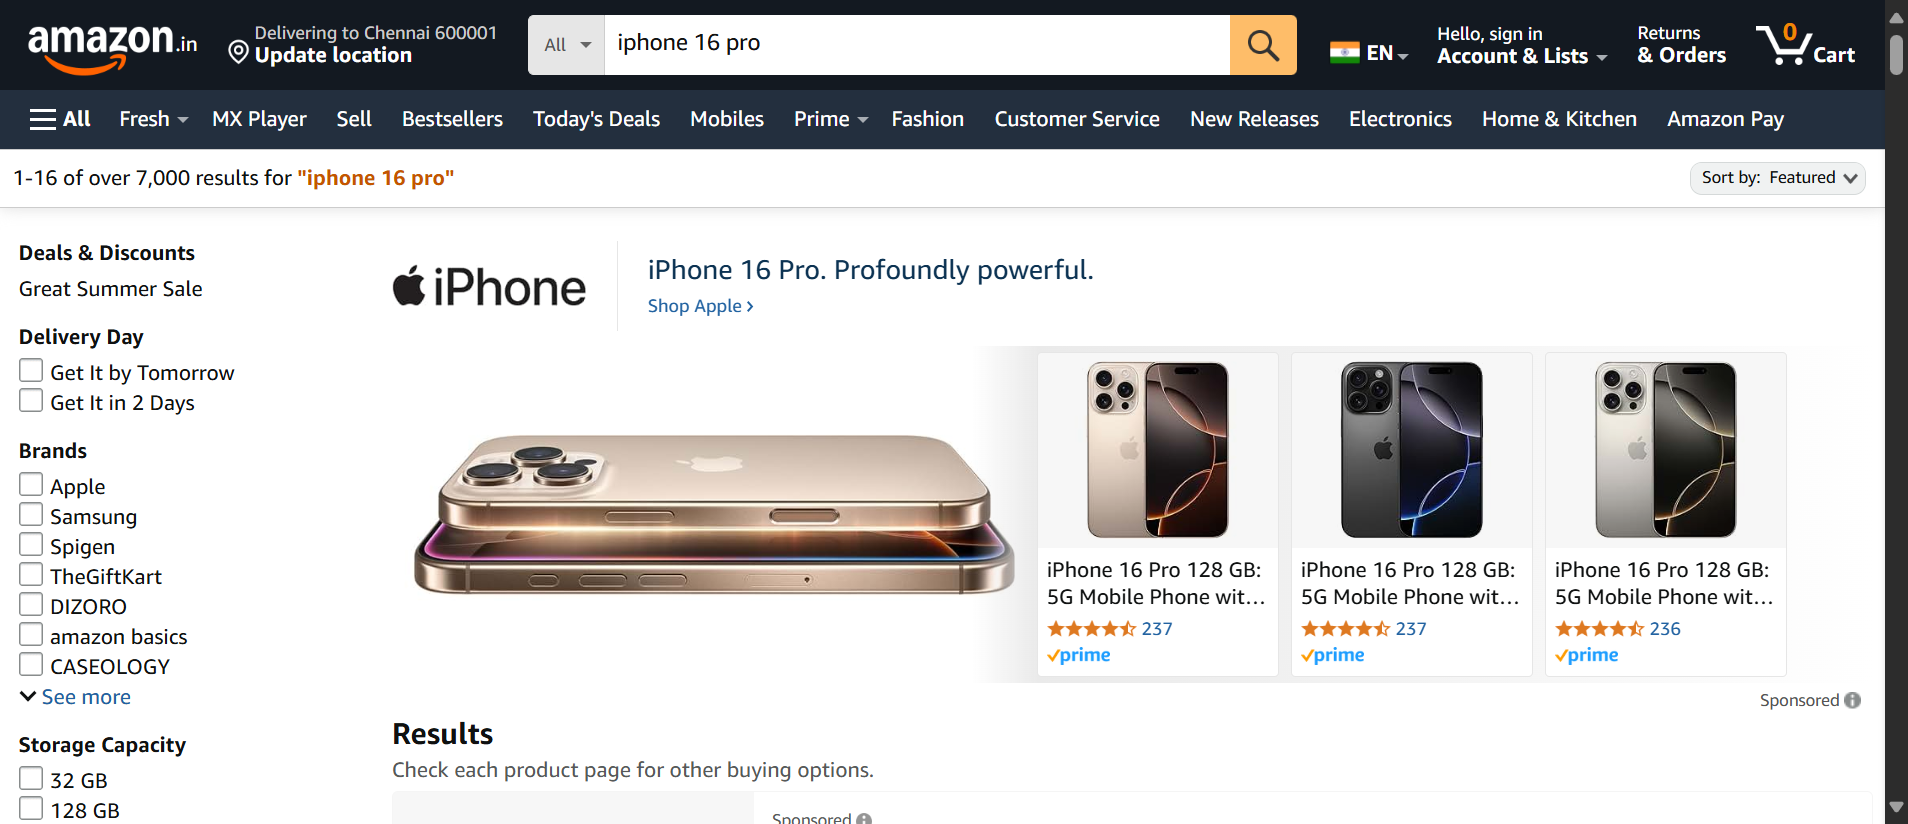 amazon.in
Delivering to Chennai 600001
Update location
All
iphone 16 pro
EN
Hello, sign in
Account & Lists
Returns
& Orders
0
Cart
All
Fresh
MX Player
Sell
Bestsellers
Today's Deals
Mobiles
Prime
Fashion
Customer Service
New Releases
Electronics
Home & Kitchen
Amazon Pay
1-16 of over 7,000 results for "iphone 16 pro"
Sort by: Featured
Deals & Discounts
Great Summer Sale
Delivery Day
Get It by Tomorrow
Get It in 2 Days
Brands
Apple
Samsung
Spigen
TheGiftKart
DIZORO
amazon basics
CASEOLOGY
See more
Storage Capacity
32 GB
128 GB
iPhone
iPhone 16 Pro. Profoundly powerful.
Shop Apple ›
iPhone 16 Pro 128 GB:
5G Mobile Phone wit...
237
prime
iPhone 16 Pro 128 GB:
5G Mobile Phone wit...
237
prime
iPhone 16 Pro 128 GB:
5G Mobile Phone wit...
236
prime
Sponsored
Results
Check each product page for other buying options.
Sponsored